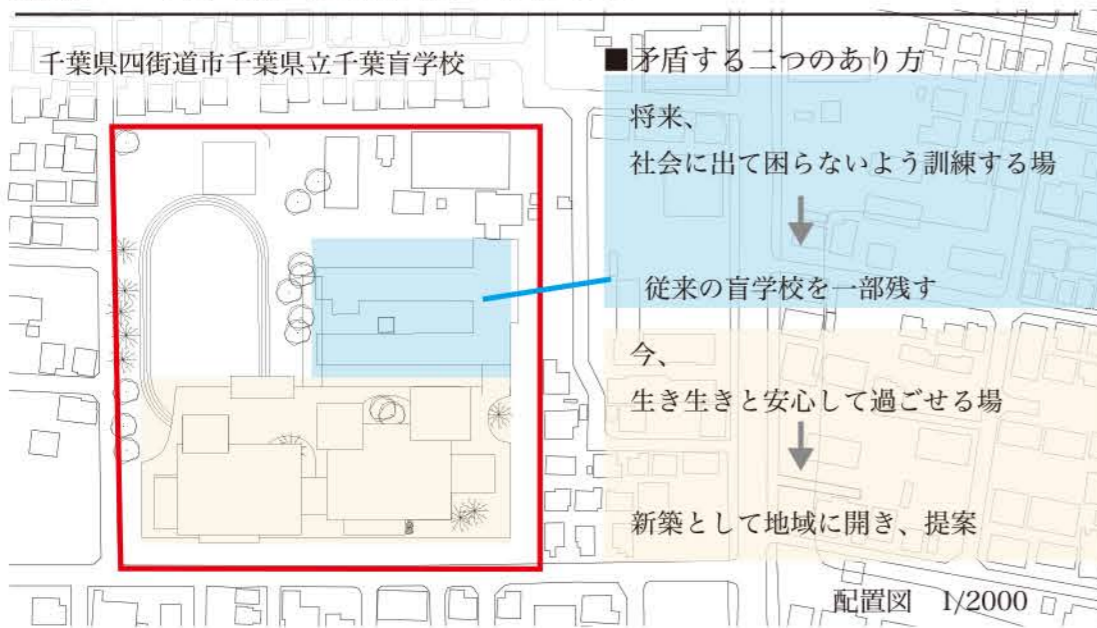 千葉県四街道市千葉県立千葉盲学校
■矛盾する二つのあり方
将来、
社会に出て困らないよう訓練する場
従来の盲学校を一部残す
今、
生き生きと安心して過ごせる場
新築として地域に開き、提案
配置図 1/2000